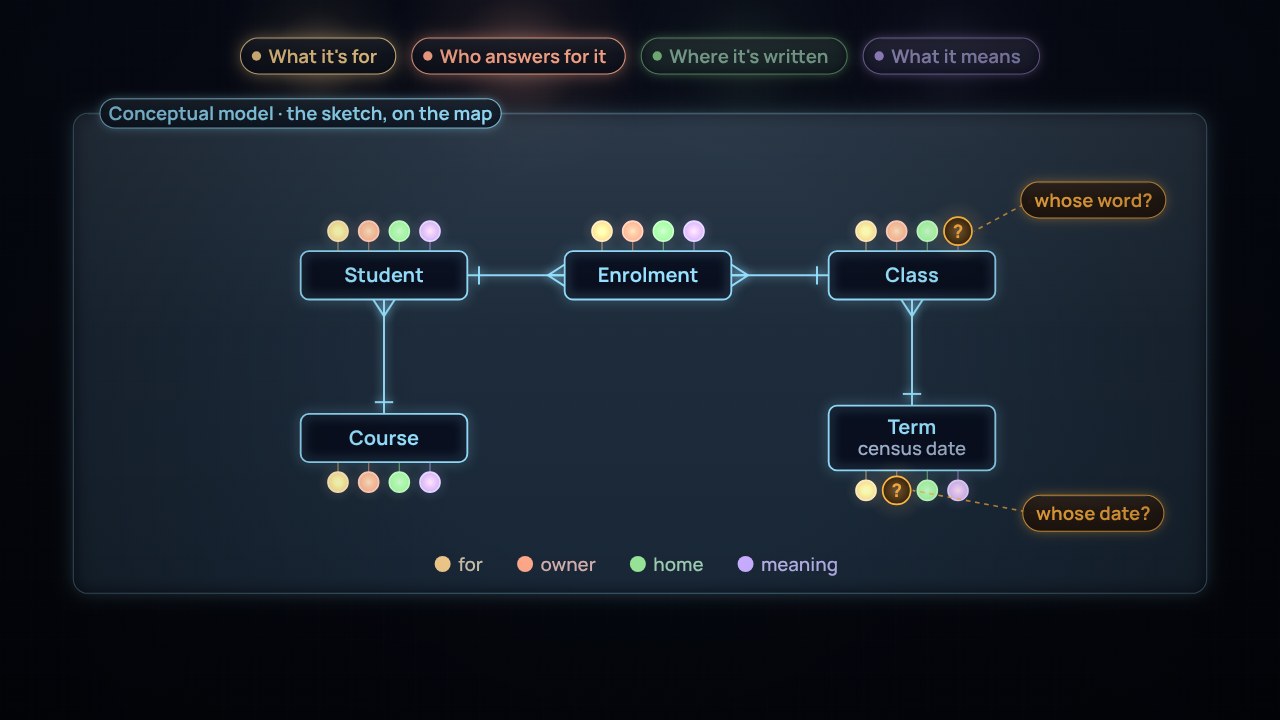 What it's for
Who answers for it
Where it's written
What it means
Conceptual model · the sketch, on the map
whose word?
?
Student
Enrolment
Class
Course
Term
census date
?
whose date?
for
owner
home
meaning